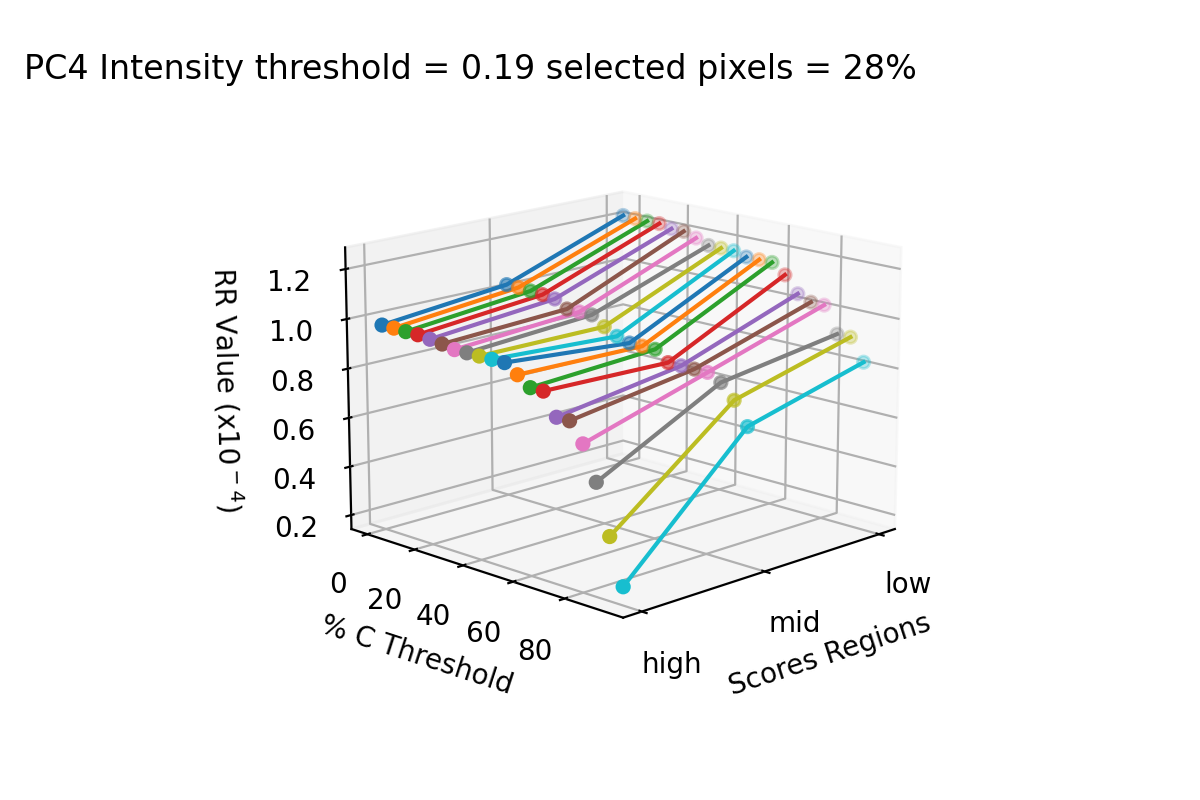 PC4 Intensity threshold = 0.19 selected pixels = 28%
RR Value (x10⁻⁴)
1.2
1.0
0.8
0.6
0.4
0.2
0
20
40
60
80
% C Threshold
high
mid
low
Scores Regions